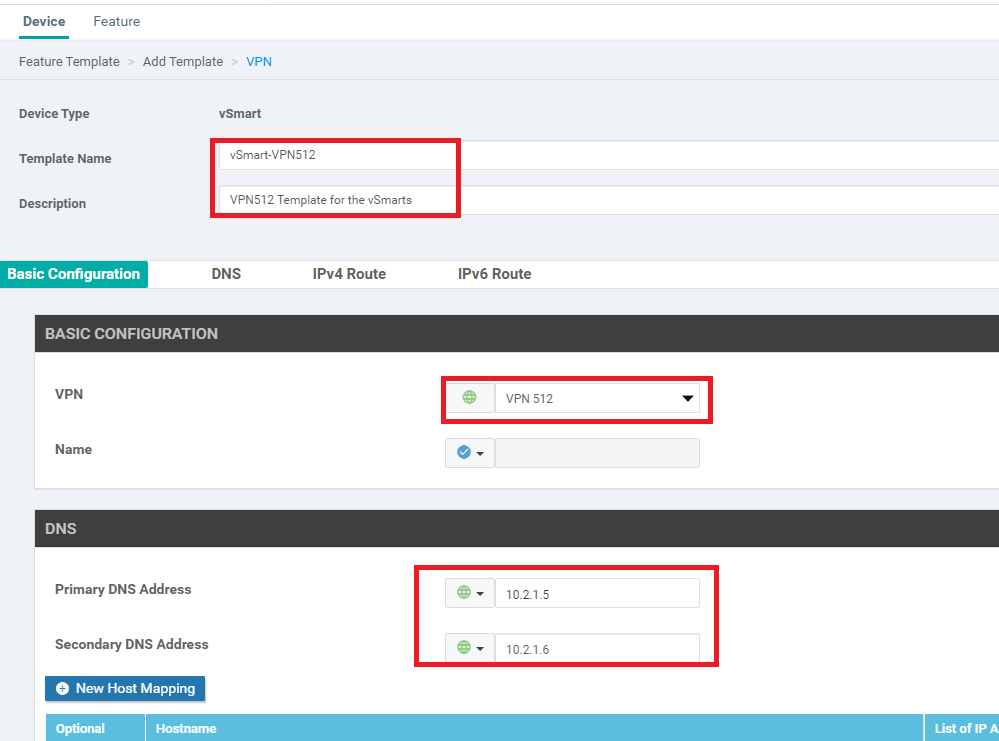 Device Feature
Feature Template > Add Template > VPN
Device Type vSmart
Template Name vSmart-VPN512
Description VPN512 Template for the vSmarts
Basic Configuration DNS IPv4 Route IPv6 Route
BASIC CONFIGURATION
VPN VPN 512
Name
DNS
Primary DNS Address 10.2.1.5
Secondary DNS Address 10.2.1.6
New Host Mapping
Optional Hostname List of IP A